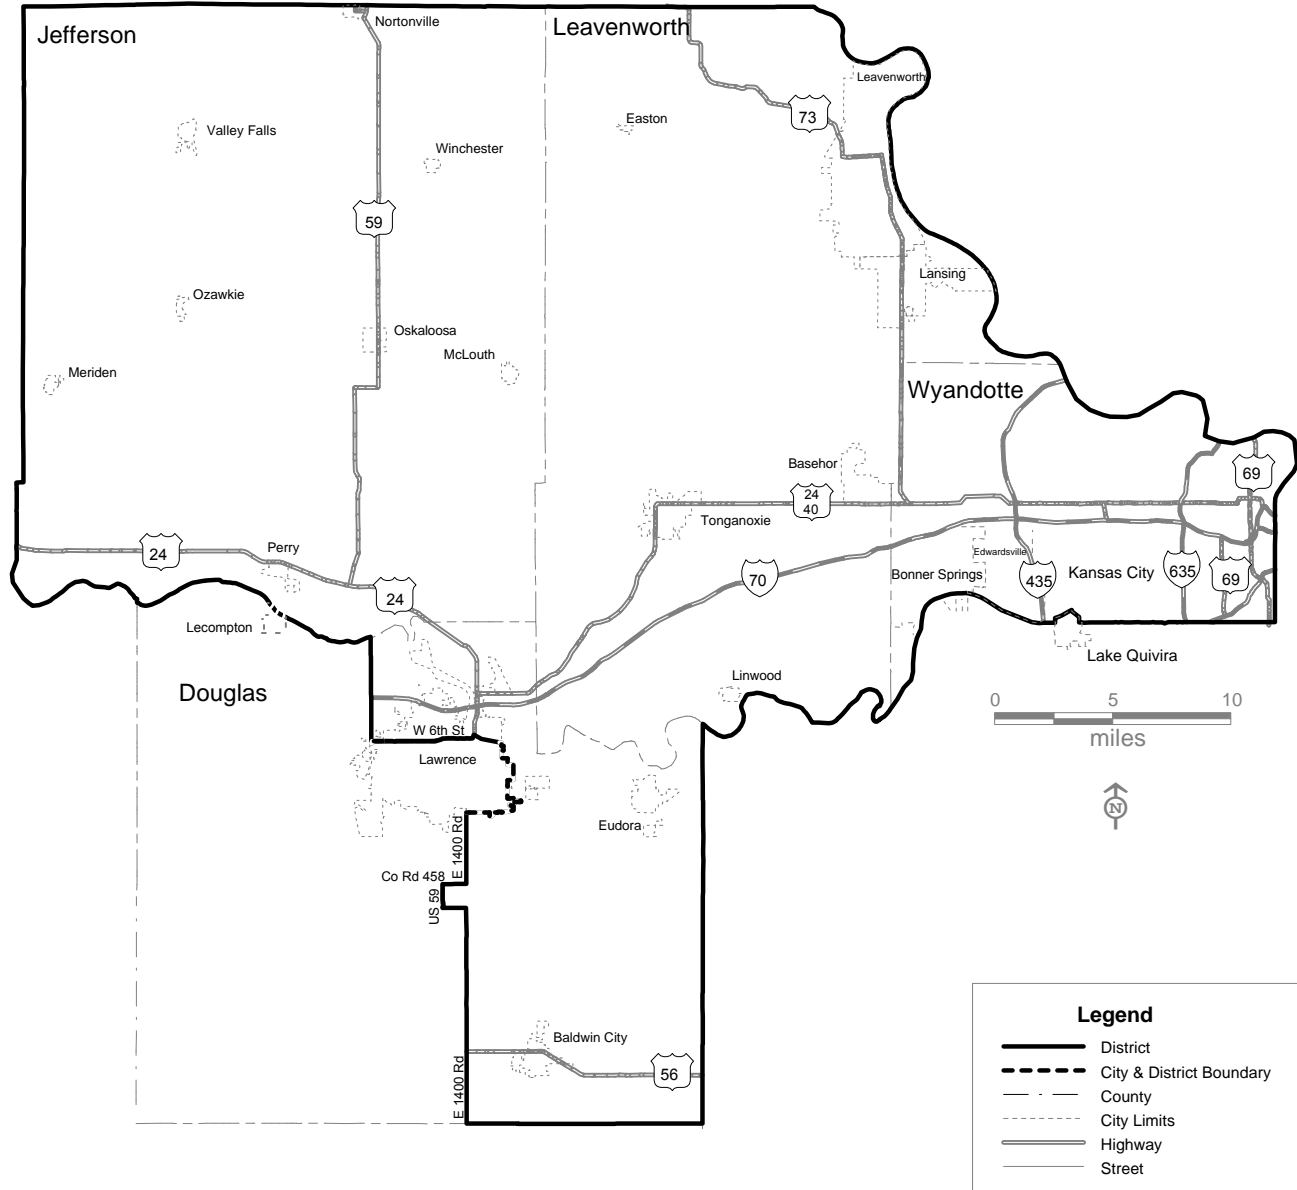 Jefferson
Nortonville
Leavenworth
Leavenworth
73
Valley Falls
Winchester
Easton
59
Lansing
Ozawkie
Oskaloosa
McLouth
Meriden
Wyandotte
Basehor
24
40
69
Tonganoxie
24
Perry
24
70
Edwardsville
Bonner Springs
435
Kansas City
635
69
Lecompton
Lake Quivira
Douglas
Linwood
0 5 10
miles
N
W 6th St
Lawrence
Eudora
E 1400 Rd
Co Rd 458
US 59
Baldwin City
56
E 1400 Rd
Legend
District
City & District Boundary
County
City Limits
Highway
Street